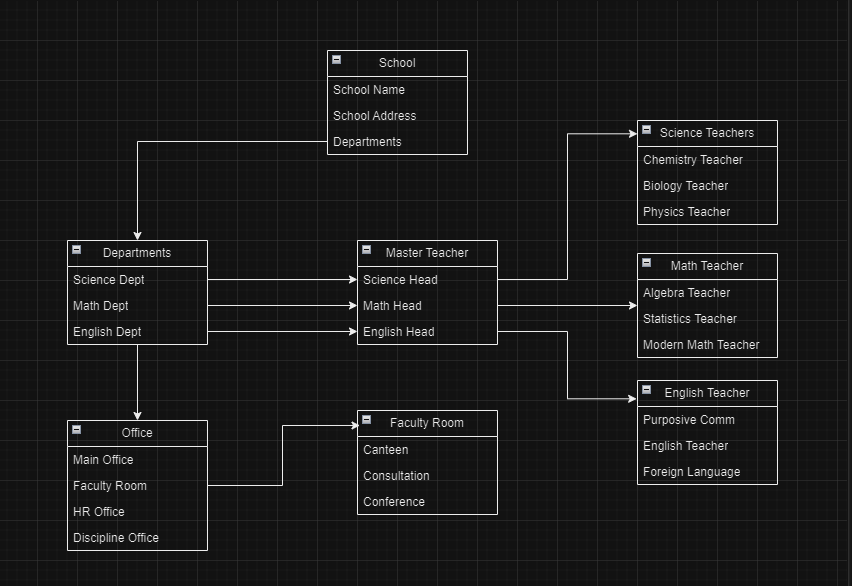 School
School Name
School Address
Departments
Science Teachers
Chemistry Teacher
Biology Teacher
Physics Teacher
Departments
Science Dept
Math Dept
English Dept
Master Teacher
Science Head
Math Head
English Head
Math Teacher
Algebra Teacher
Statistics Teacher
Modern Math Teacher
English Teacher
Purposive Comm
English Teacher
Foreign Language
Office
Main Office
Faculty Room
HR Office
Discipline Office
Faculty Room
Canteen
Consultation
Conference